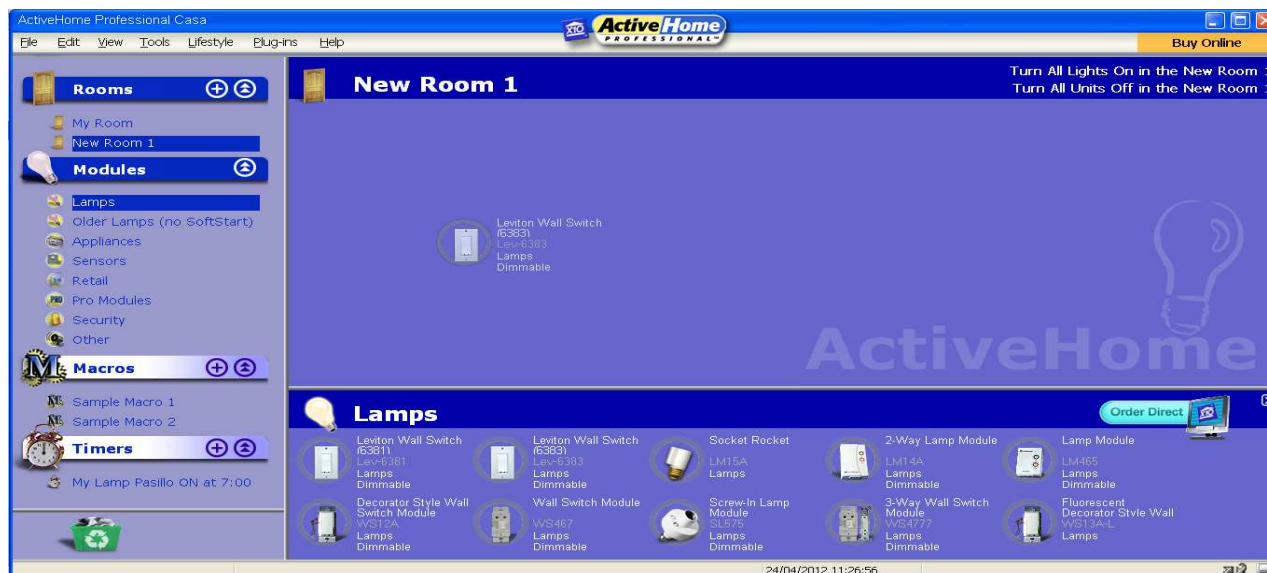 ActiveHome Professional Casa
ActiveHome
PROFESSIONAL™
File Edit View Tools Lifestyle Plug-ins Help
Buy Online
Rooms
My Room
New Room 1
Modules
Lamps
Older Lamps (no SoftStart)
Appliances
Sensors
Retail
Pro Modules
Security
Other
Macros
Sample Macro 1
Sample Macro 2
Timers
My Lamp Pasillo ON at 7:00
New Room 1
Turn All Lights On in the New Room
Turn All Units Off in the New Room
Leviton Wall Switch
(6383)
Lev-6383
Lamps
Dimmable
ActiveHome
Lamps
Order Direct
Leviton Wall Switch
(6381)
Lev-6381
Lamps
Dimmable
Leviton Wall Switch
(6383)
Lev-6383
Lamps
Dimmable
Socket Rocket
LM15A
Lamps
2-Way Lamp Module
LM14A
Lamps
Dimmable
Lamp Module
LM465
Lamps
Dimmable
Decorator Style Wall
Switch Module
WS12A
Lamps
Dimmable
Wall Switch Module
WS467
Lamps
Dimmable
Screw-In Lamp
Module
SL575
Lamps
Dimmable
3-Way Wall Switch
Module
WS4777
Lamps
Dimmable
Fluorescent
Decorator Style Wall
WS13A-L
Lamps
24/04/2012 11:26:56